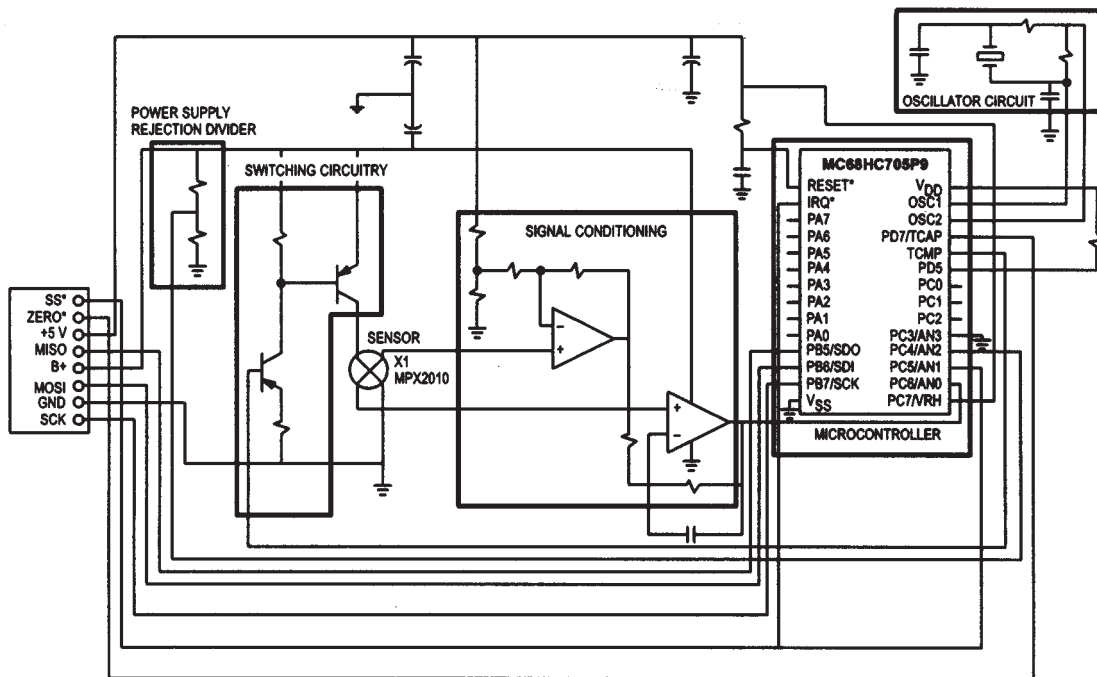 OSCILLATOR CIRCUIT
POWER SUPPLY
REJECTION DIVIDER
SWITCHING CIRCUITRY
SIGNAL CONDITIONING
SENSOR
X1
MPX2010
SS*
ZERO*
+5 V
MISO
B+
MOSI
GND
SCK
MC68HC705P9
RESET*
IRQ*
PA7
PA6
PA5
PA4
PA3
PA2
PA1
PA0
PB5/SDO
PB6/SDI
PB7/SCK
VSS
VDD
OSC1
OSC2
PD7/TCAP
TCMP
PD5
PC0
PC1
PC2
PC3/AN3
PC4/AN2
PC5/AN1
PC6/AN0
PC7/VRH
MICROCONTROLLER